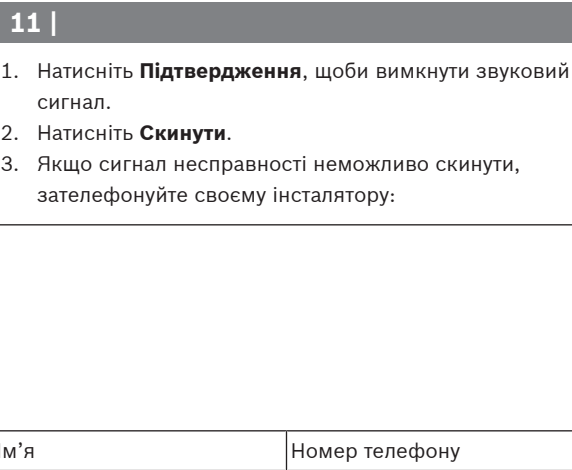 11 |
1. Натисніть Підтвердження, щоби вимкнути звуковий
сигнал.
2. Натисніть Скинути.
3. Якщо сигнал несправності неможливо скинути,
зателефонуйте своєму інсталятору:
Ім’я Номер телефону